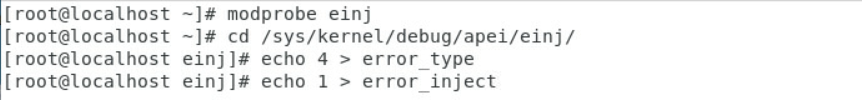 [root@localhost ~]# modprobe einj
[root@localhost ~]# cd /sys/kernel/debug/apei/einj/
[root@localhost einj]# echo 4 > error_type
[root@localhost einj]# echo 1 > error_inject